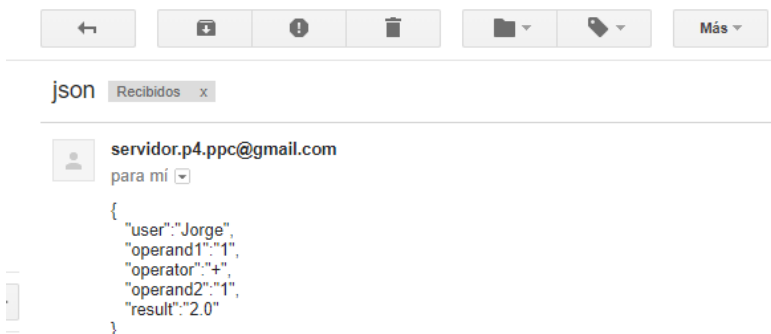 Más
json Recibidos x
servidor.p4.ppc@gmail.com
para mí
{
"user":"Jorge",
"operand1":"1",
"operator":"+",
"operand2":"1",
"result":"2.0"
}